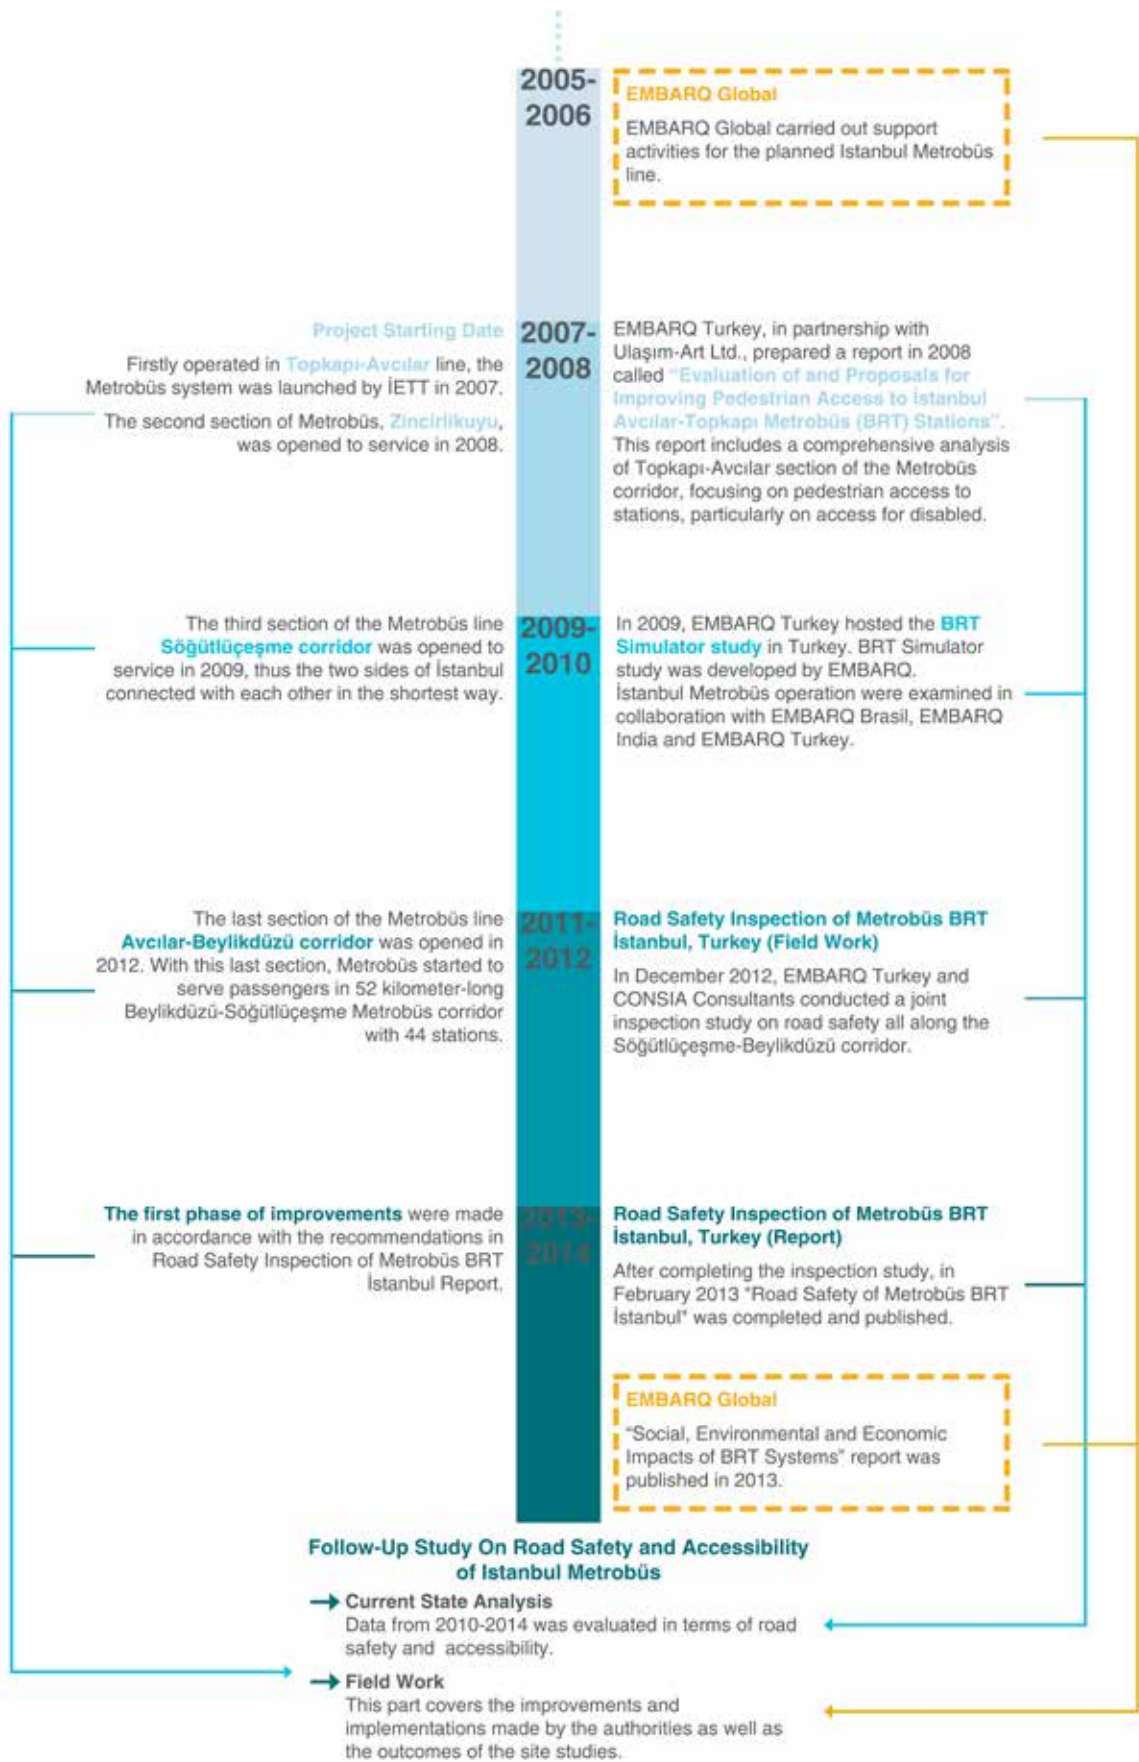 2005-
2006
EMBARQ Global
EMBARQ Global carried out support
activities for the planned Istanbul Metrobüs
line.
Project Starting Date
Firstly operated in Topkapı-Avcılar line, the
Metrobüs system was launched by İETT in 2007.
The second section of Metrobüs, Zincirlikuyu,
was opened to service in 2008.
2007-
2008
EMBARQ Turkey, in partnership with
Ulaşım-Art Ltd., prepared a report in 2008
called "Evaluation of and Proposals for
Improving Pedestrian Access to İstanbul
Avcılar-Topkapı Metrobüs (BRT) Stations".
This report includes a comprehensive analysis
of Topkapı-Avcılar section of the Metrobüs
corridor, focusing on pedestrian access to
stations, particularly on access for disabled.
The third section of the Metrobüs line
Söğütlüçeşme corridor was opened to
service in 2009, thus the two sides of İstanbul
connected with each other in the shortest way.
2009-
2010
In 2009, EMBARQ Turkey hosted the BRT
Simulator study in Turkey. BRT Simulator
study was developed by EMBARQ.
İstanbul Metrobüs operation were examined in
collaboration with EMBARQ Brasil, EMBARQ
India and EMBARQ Turkey.
The last section of the Metrobüs line
Avcılar-Beylikdüzü corridor was opened in
2012. With this last section, Metrobüs started to
serve passengers in 52 kilometer-long
Beylikdüzü-Söğütlüçeşme Metrobüs corridor
with 44 stations.
2011-
2012
Road Safety Inspection of Metrobüs BRT
İstanbul, Turkey (Field Work)
In December 2012, EMBARQ Turkey and
CONSIA Consultants conducted a joint
inspection study on road safety all along the
Söğütlüçeşme-Beylikdüzü corridor.
The first phase of improvements were made
in accordance with the recommendations in
Road Safety Inspection of Metrobüs BRT
İstanbul Report.
2013-
2014
Road Safety Inspection of Metrobüs BRT
İstanbul, Turkey (Report)
After completing the inspection study, in
February 2013 "Road Safety of Metrobüs BRT
İstanbul" was completed and published.
EMBARQ Global
"Social, Environmental and Economic
Impacts of BRT Systems" report was
published in 2013.
Follow-Up Study On Road Safety and Accessibility
of Istanbul Metrobüs
Current State Analysis
Data from 2010-2014 was evaluated in terms of road
safety and accessibility.
Field Work
This part covers the improvements and
implementations made by the authorities as well as
the outcomes of the site studies.